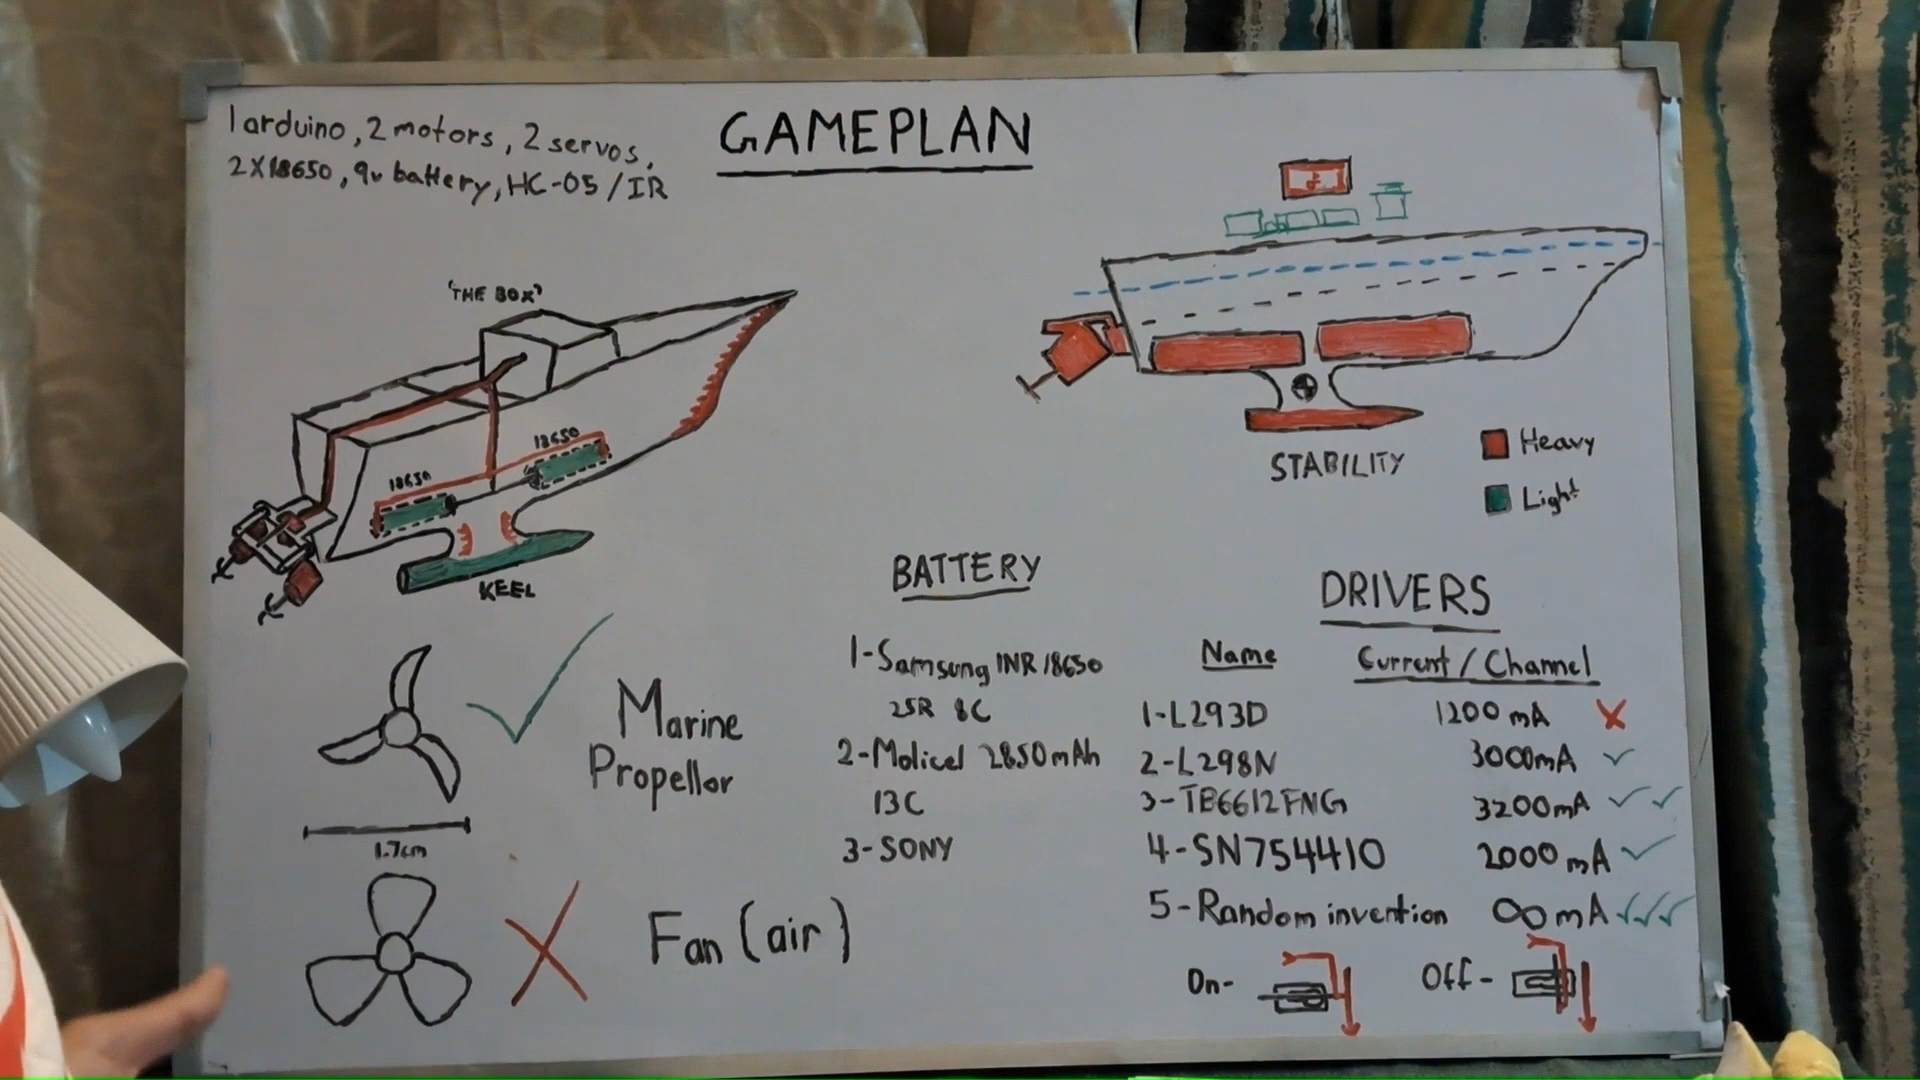 1 arduino, 2 motors, 2 servos,
2X18650, 9v battery, HC-05 / IR
GAMEPLAN
'THE BOX'
18650
18650
KEEL
STABILITY
Heavy
Light
Marine
Propellor
1.7cm
Fan (air)
BATTERY
1-Samsung INR18650
25R 8C
2-Molicel 2850mAh
13C
3-SONY
DRIVERS
Name Current / Channel
1-L293D 1200 mA
2-L298N 3000mA
3-TB6612FNG 3200mA
4-SN754410 2000 mA
5-Random invention ∞ mA
On- Off-